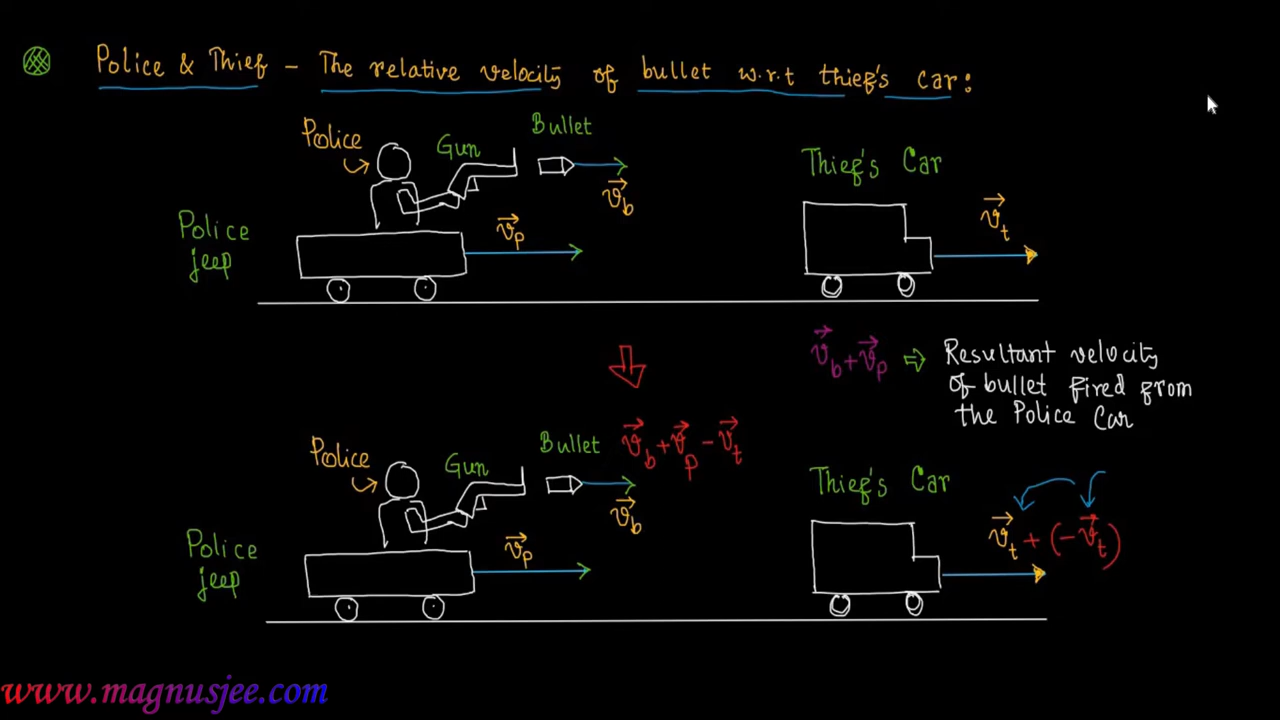 Police & Thief - The relative velocity of bullet w.r.t thief's car:
Police
Gun
Bullet
v⃗b
Thief's Car
Police
jeep
v⃗p
v⃗t
v⃗b + v⃗p ⇒ Resultant velocity
of bullet fired from
the Police Car
Police
Gun
Bullet
v⃗b + v⃗p - v⃗t
v⃗b
Thief's Car
Police
jeep
v⃗p
v⃗t + (-v⃗t)
www.magnusjee.com